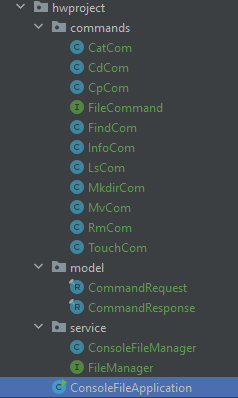 hwproject
commands
C CatCom
C CdCom
C CpCom
I FileCommand
C FindCom
C InfoCom
C LsCom
C MkdirCom
C MvCom
C RmCom
C TouchCom
model
R CommandRequest
R CommandResponse
service
C ConsoleFileManager
I FileManager
C ConsoleFileApplication